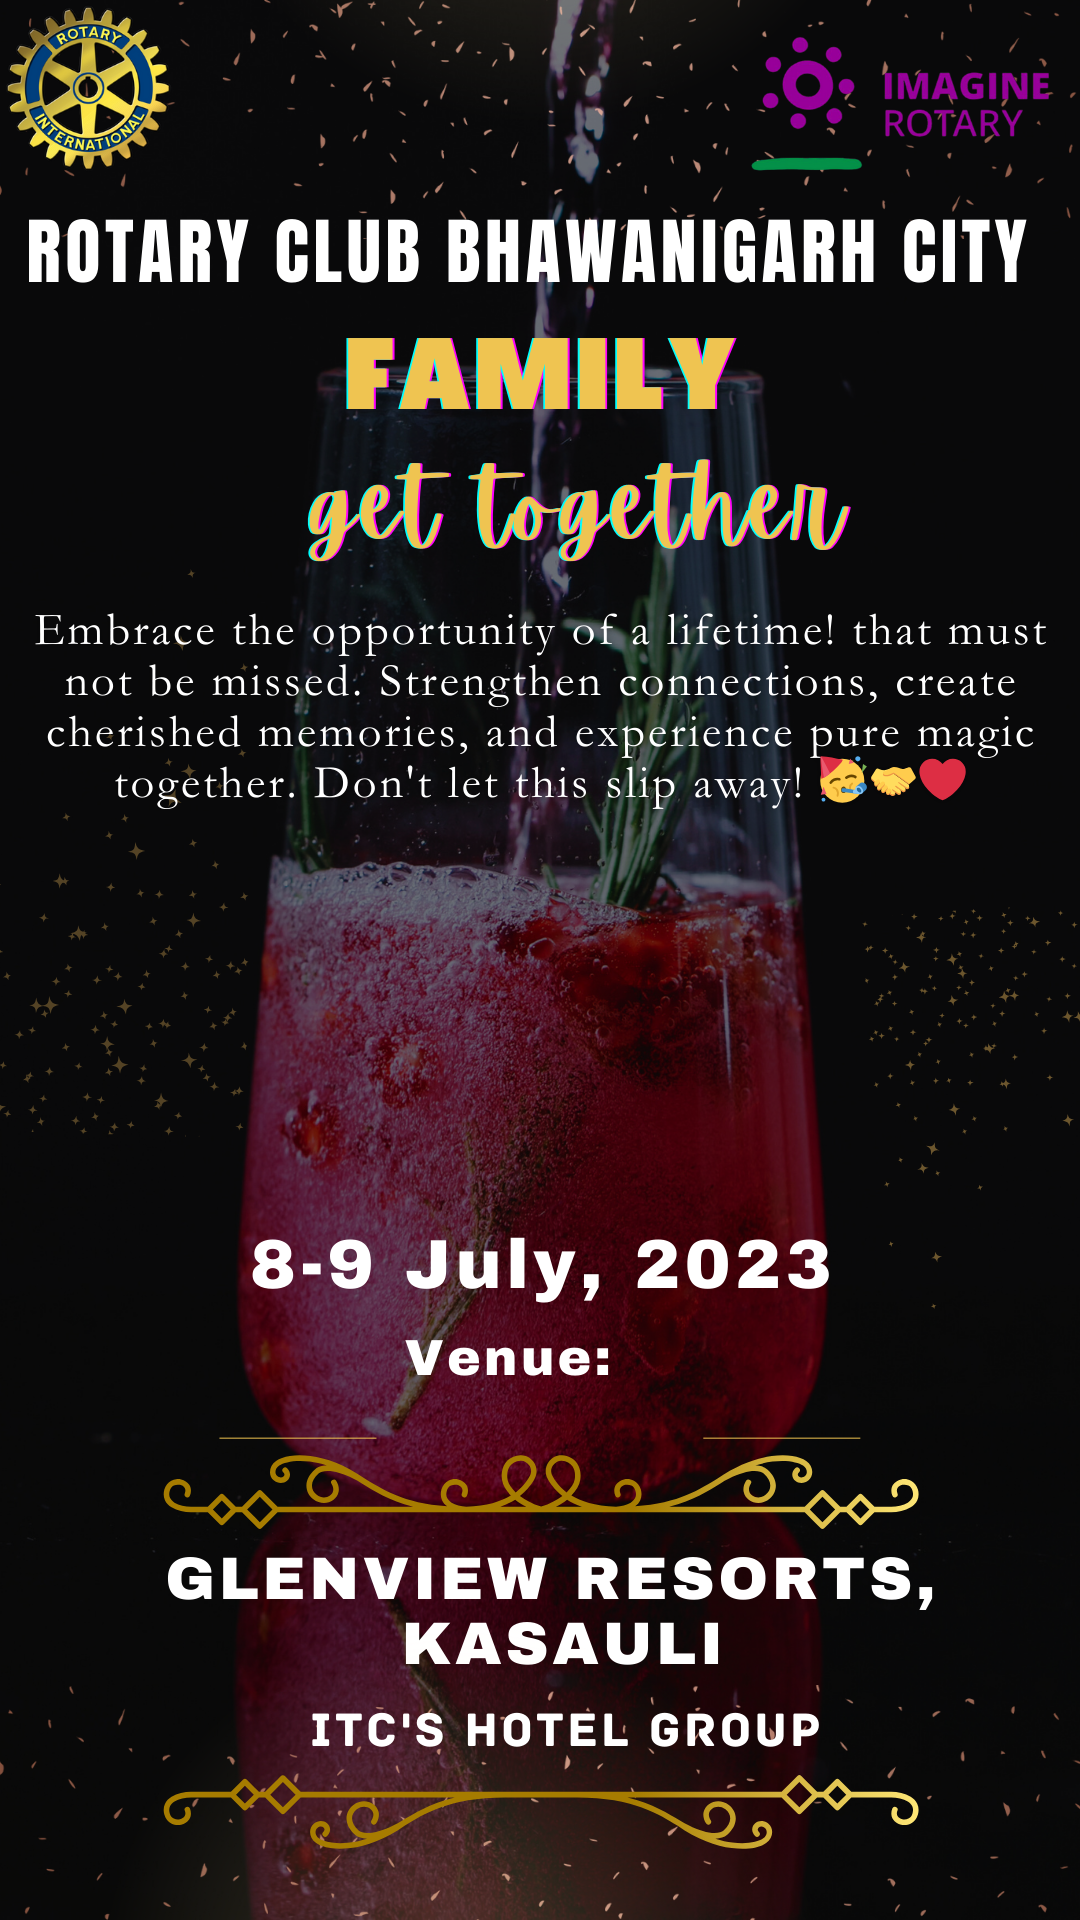 ROTARY
INTERNATIONAL
IMAGINE
ROTARY
ROTARY CLUB BHAWANIGARH CITY
FAMILY
get together
Embrace the opportunity of a lifetime! that must
not be missed. Strengthen connections, create
cherished memories, and experience pure magic
together. Don't let this slip away! 🥳🤝❤️
8-9 July, 2023
Venue:
GLENVIEW RESORTS,
KASAULI
ITC'S HOTEL GROUP